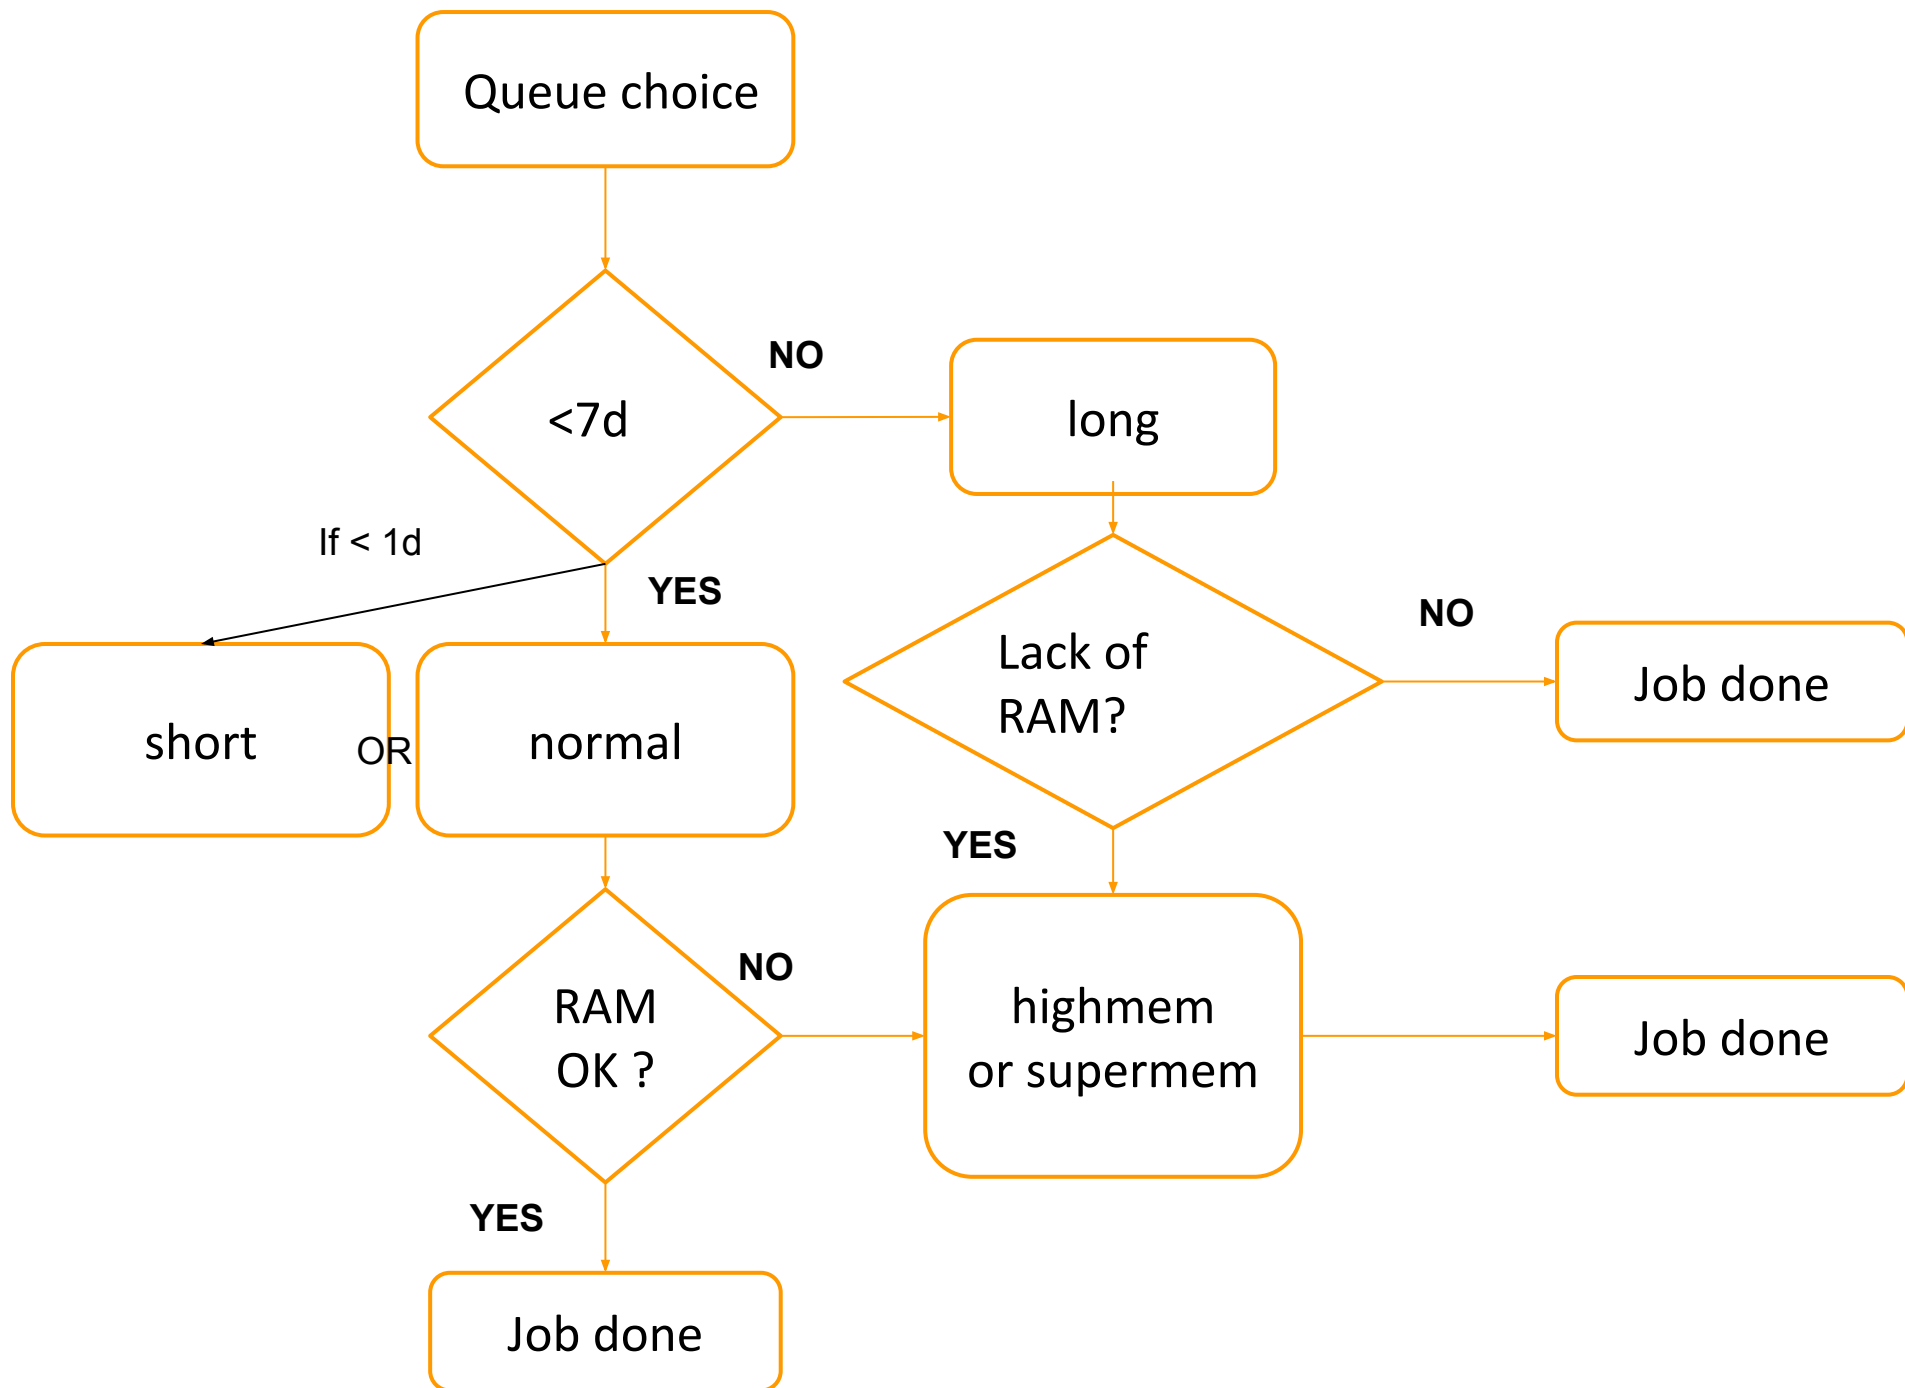 Queue choice
<7d
NO
long
If < 1d
YES
Lack of
RAM?
NO
Job done
short
OR
normal
YES
RAM
OK ?
NO
highmem
or supermem
Job done
YES
Job done